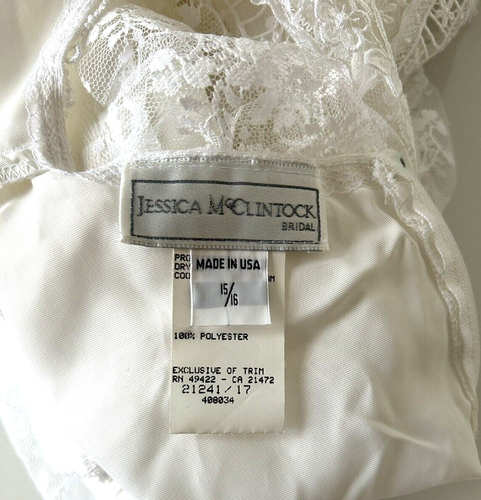 JESSICA McCLINTOCK
BRIDAL
MADE IN USA
15/16
100% POLYESTER
EXCLUSIVE OF TRIM
RN 49422 - CA 21472
21241/17
408034